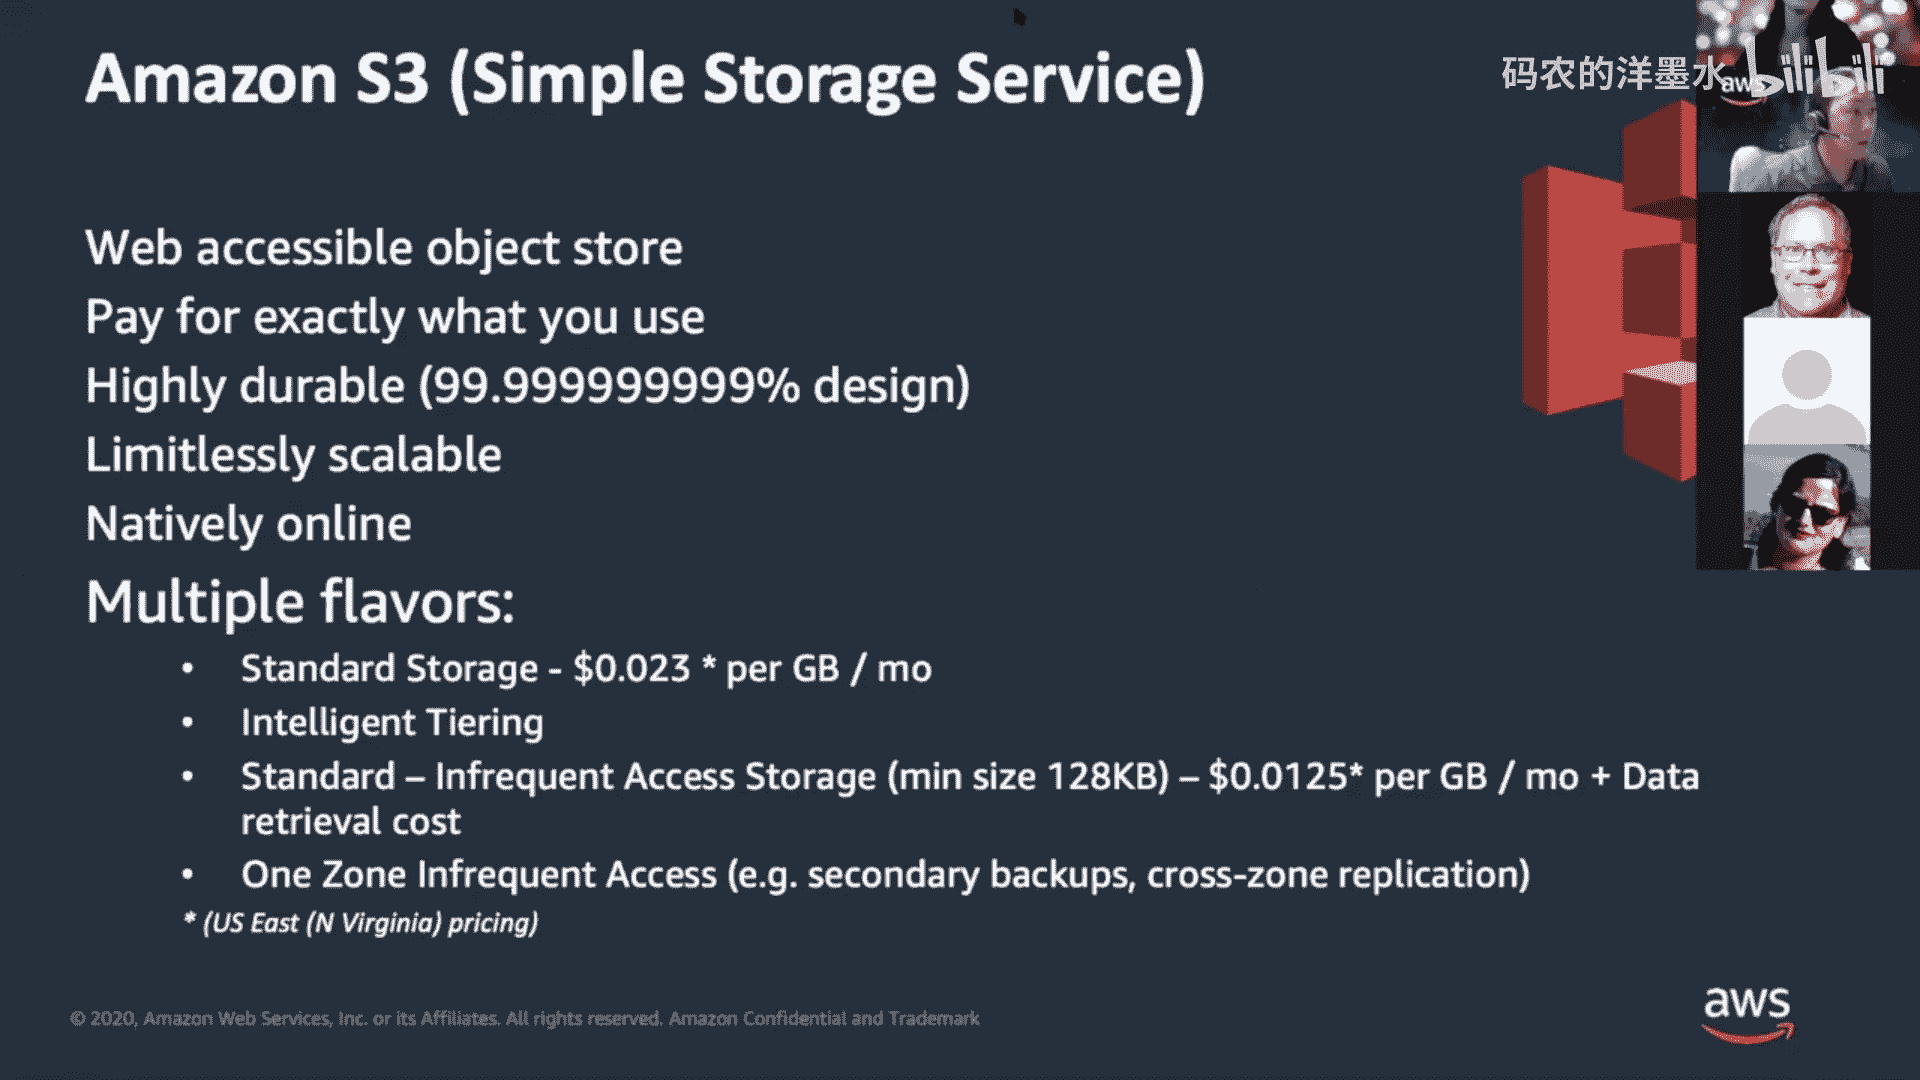 Amazon S3 (Simple Storage Service)
码农的洋墨水
bilibili
aws
Web accessible object store
Pay for exactly what you use
Highly durable (99.999999999% design)
Limitlessly scalable
Natively online
Multiple flavors:
• Standard Storage - $0.023 * per GB / mo
• Intelligent Tiering
• Standard – Infrequent Access Storage (min size 128KB) – $0.0125* per GB / mo + Data
retrieval cost
• One Zone Infrequent Access (e.g. secondary backups, cross-zone replication)
* (US East (N Virginia) pricing)
© 2020, Amazon Web Services, Inc. or its Affiliates. All rights reserved. Amazon Confidential and Trademark
aws